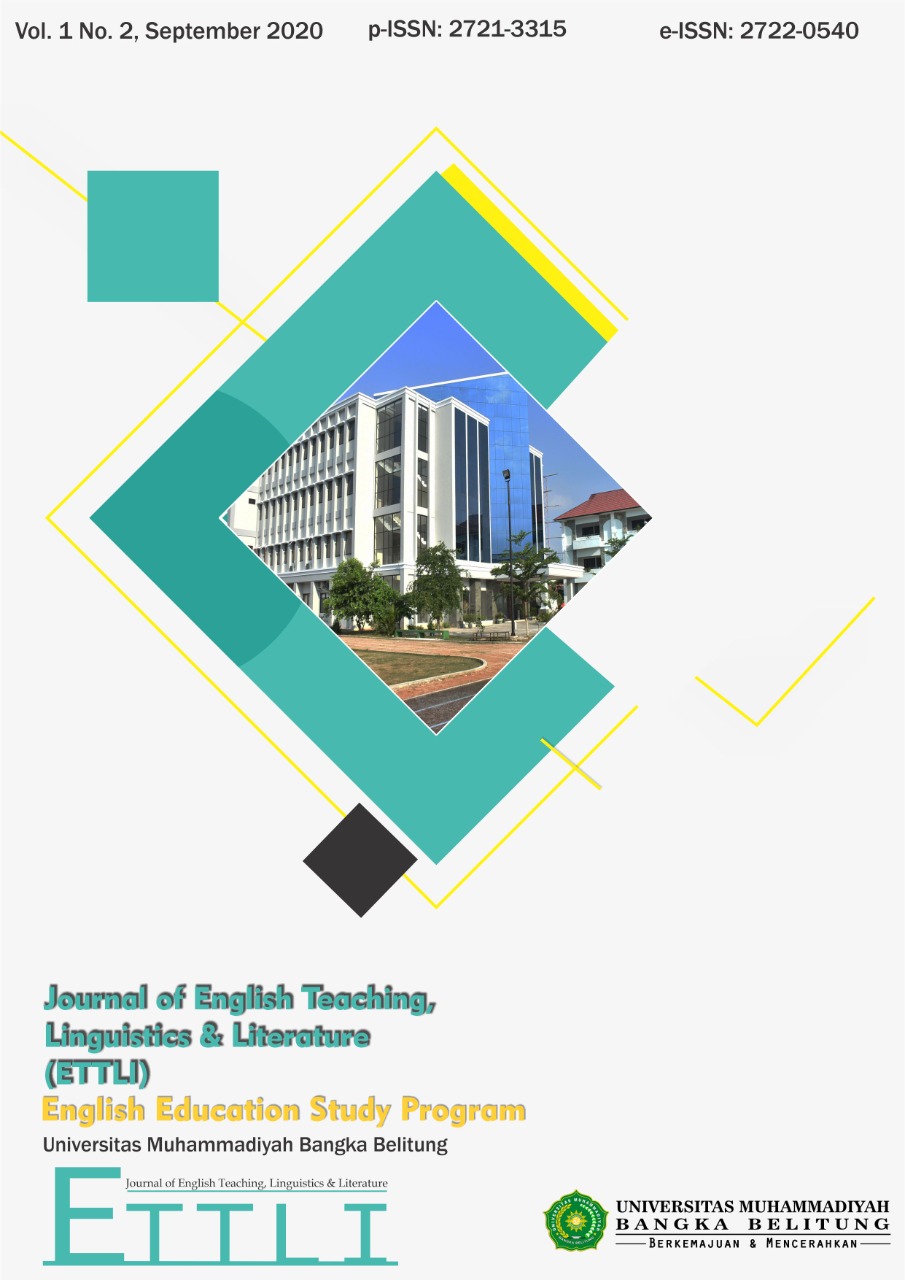 Vol. 1 No. 2, September 2020 p-ISSN: 2721-3315 e-ISSN: 2722-0540
Journal of English Teaching,
Linguistics & Literature
(ETTLI)
English Education Study Program
Universitas Muhammadiyah Bangka Belitung
Journal of English Teaching, Linguistics & Literature
ETTLI
UNIVERSITAS MUHAMMADIYAH
BANGKA BELITUNG
BERKEMAJUAN & MENCERAHKAN